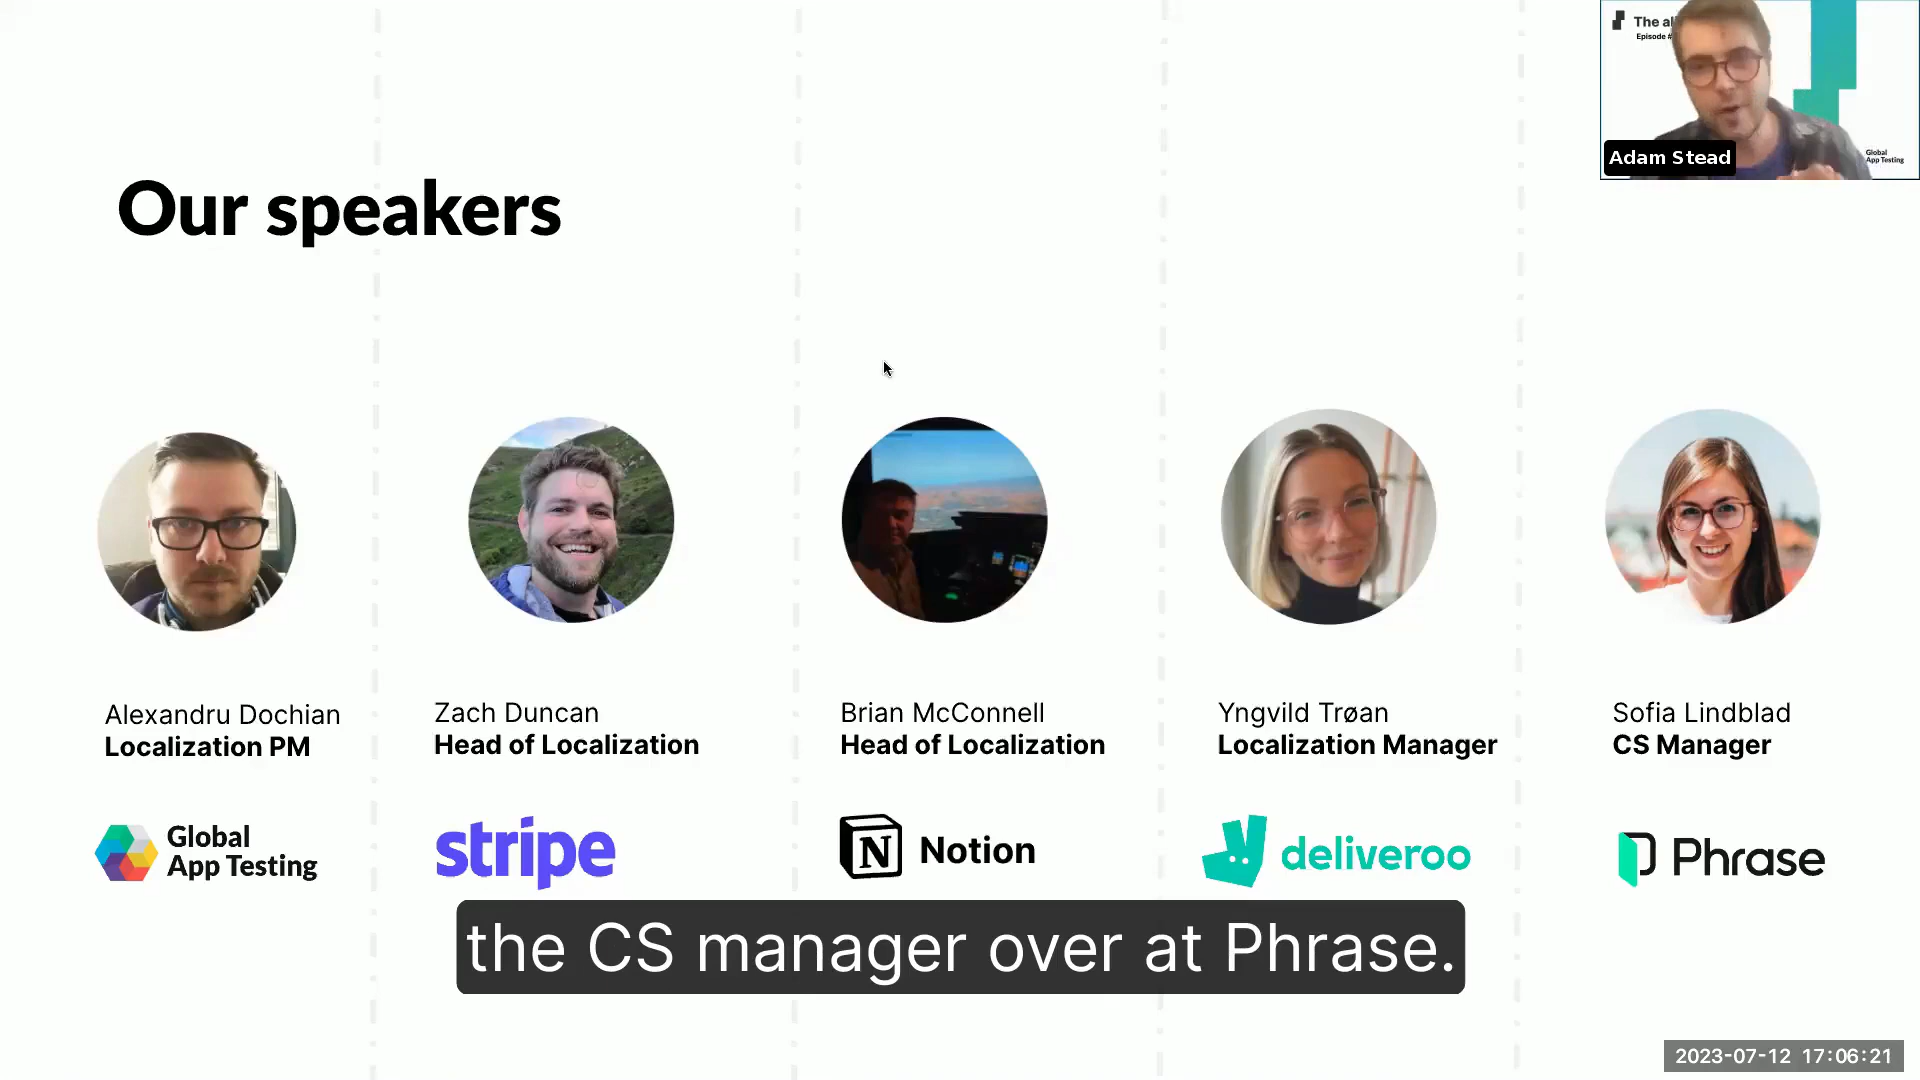 The al
Episode #
Adam Stead
Global
App Testing
Our speakers
Alexandru Dochian
Localization PM
Global
App Testing
Zach Duncan
Head of Localization
stripe
Brian McConnell
Head of Localization
N Notion
Yngvild Trøan
Localization Manager
deliveroo
Sofia Lindblad
CS Manager
Phrase
the CS manager over at Phrase.
2023-07-12 17:06:21